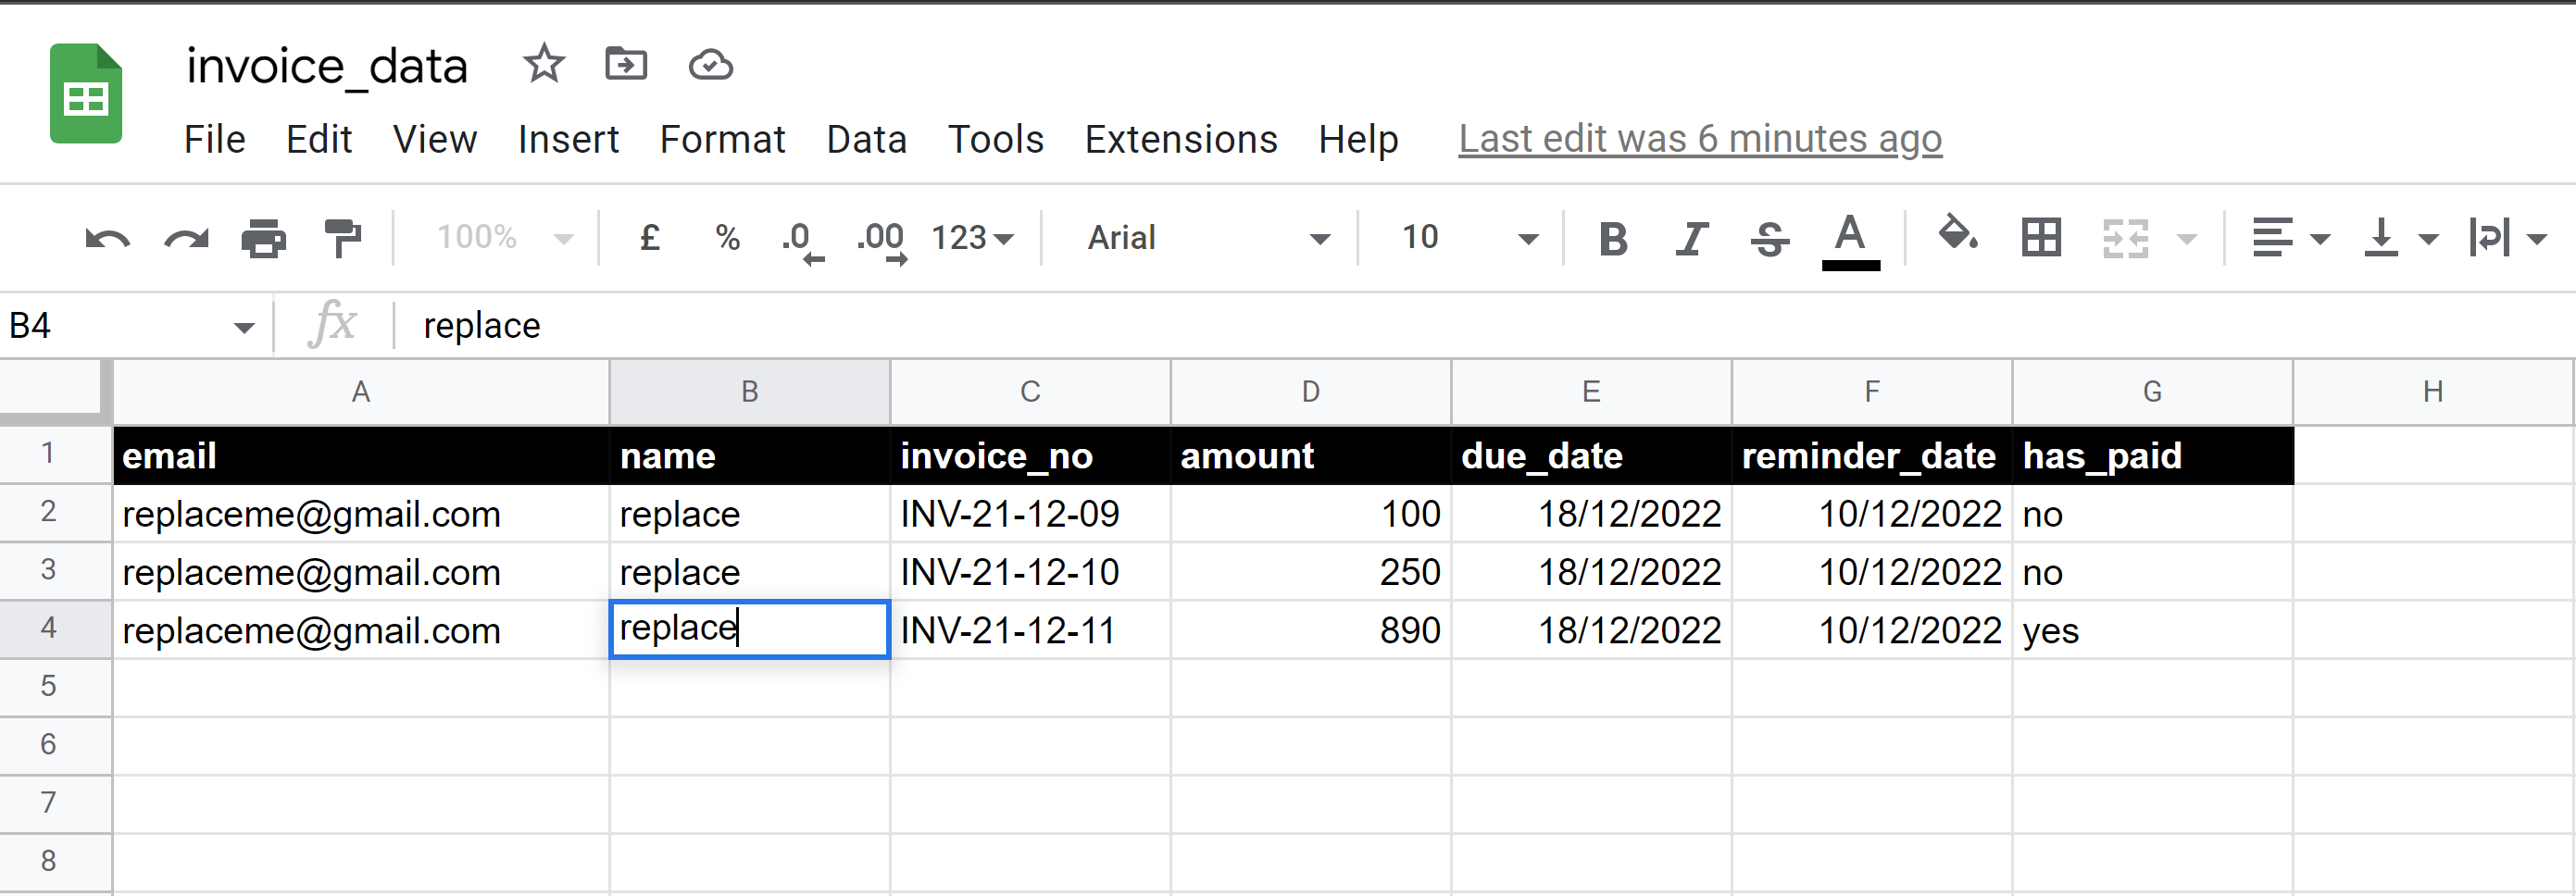 invoice_data
File Edit View Insert Format Data Tools Extensions Help Last edit was 6 minutes ago
100% £ % .0 .00 123 Arial 10 B I S A
B4 fx replace
A B C D E F G H
1 email name invoice_no amount due_date reminder_date has_paid
2 replaceme@gmail.com replace INV-21-12-09 100 18/12/2022 10/12/2022 no
3 replaceme@gmail.com replace INV-21-12-10 250 18/12/2022 10/12/2022 no
4 replaceme@gmail.com replace INV-21-12-11 890 18/12/2022 10/12/2022 yes
5
6
7
8